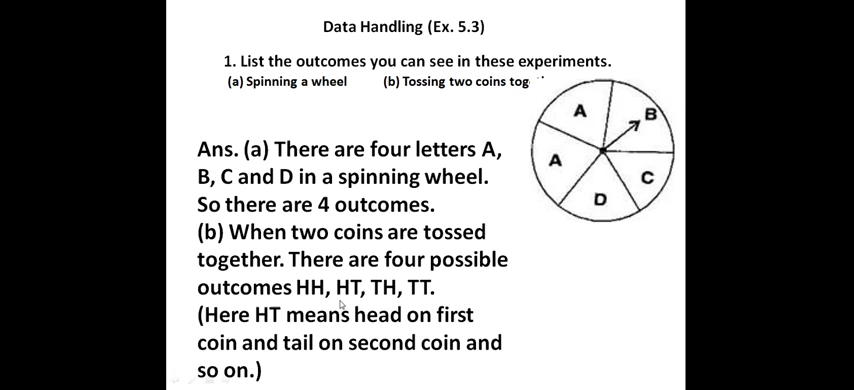 Data Handling (Ex. 5.3)
1. List the outcomes you can see in these experiments.
(a) Spinning a wheel (b) Tossing two coins tog
A
B
A
C
D
Ans. (a) There are four letters A,
B, C and D in a spinning wheel.
So there are 4 outcomes.
(b) When two coins are tossed
together. There are four possible
outcomes HH, HT, TH, TT.
(Here HT means head on first
coin and tail on second coin and
so on.)